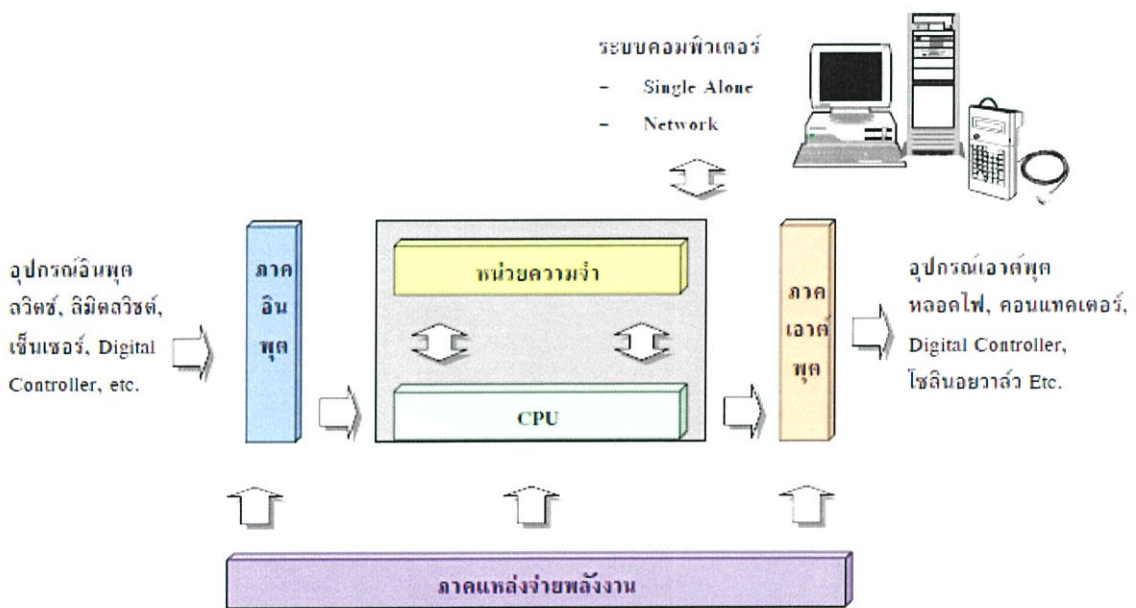 ระบบคอมพิวเตอร์
- Single Alone
- Network
อุปกรณ์อินพุต
สวิตช์, ลิมิตสวิชต์,
เซ็นเซอร์, Digital
Controller, etc.
ภาค
อิน
พุต
หน่วยความจำ
CPU
ภาค
เอาต์
พุต
อุปกรณ์เอาต์พุต
หลอดไฟ, คอนแทคเตอร์,
Digital Controller,
โซลินอยวาล์ว Etc.
ภาคแหล่งจ่ายพลังงาน